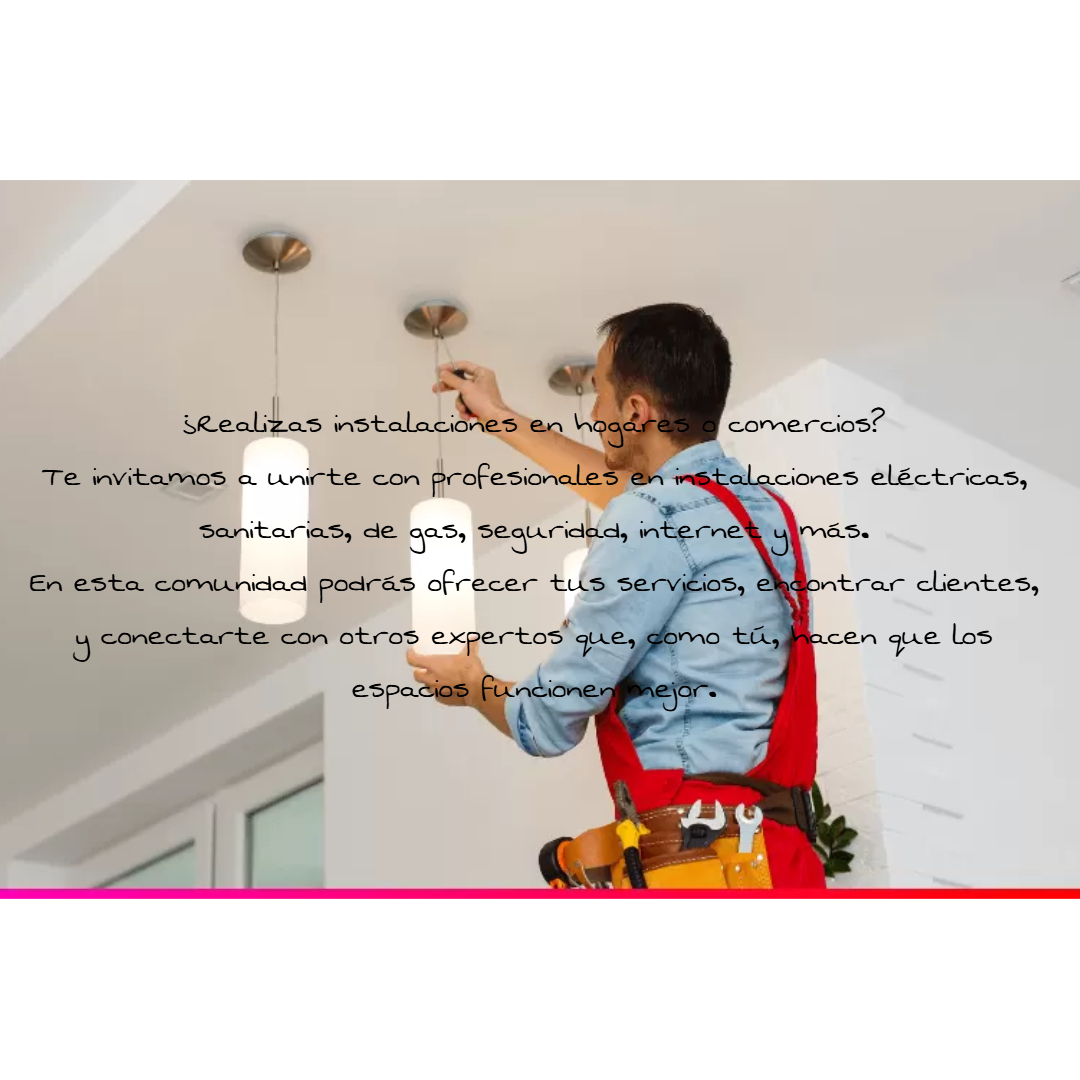 ¿Realizas instalaciones en hogares o comercios?
Te invitamos a unirte con profesionales en instalaciones eléctricas,
sanitarias, de gas, seguridad, internet y más.
En esta comunidad podrás ofrecer tus servicios, encontrar clientes,
y conectarte con otros expertos que, como tú, hacen que los
espacios funcionen mejor.